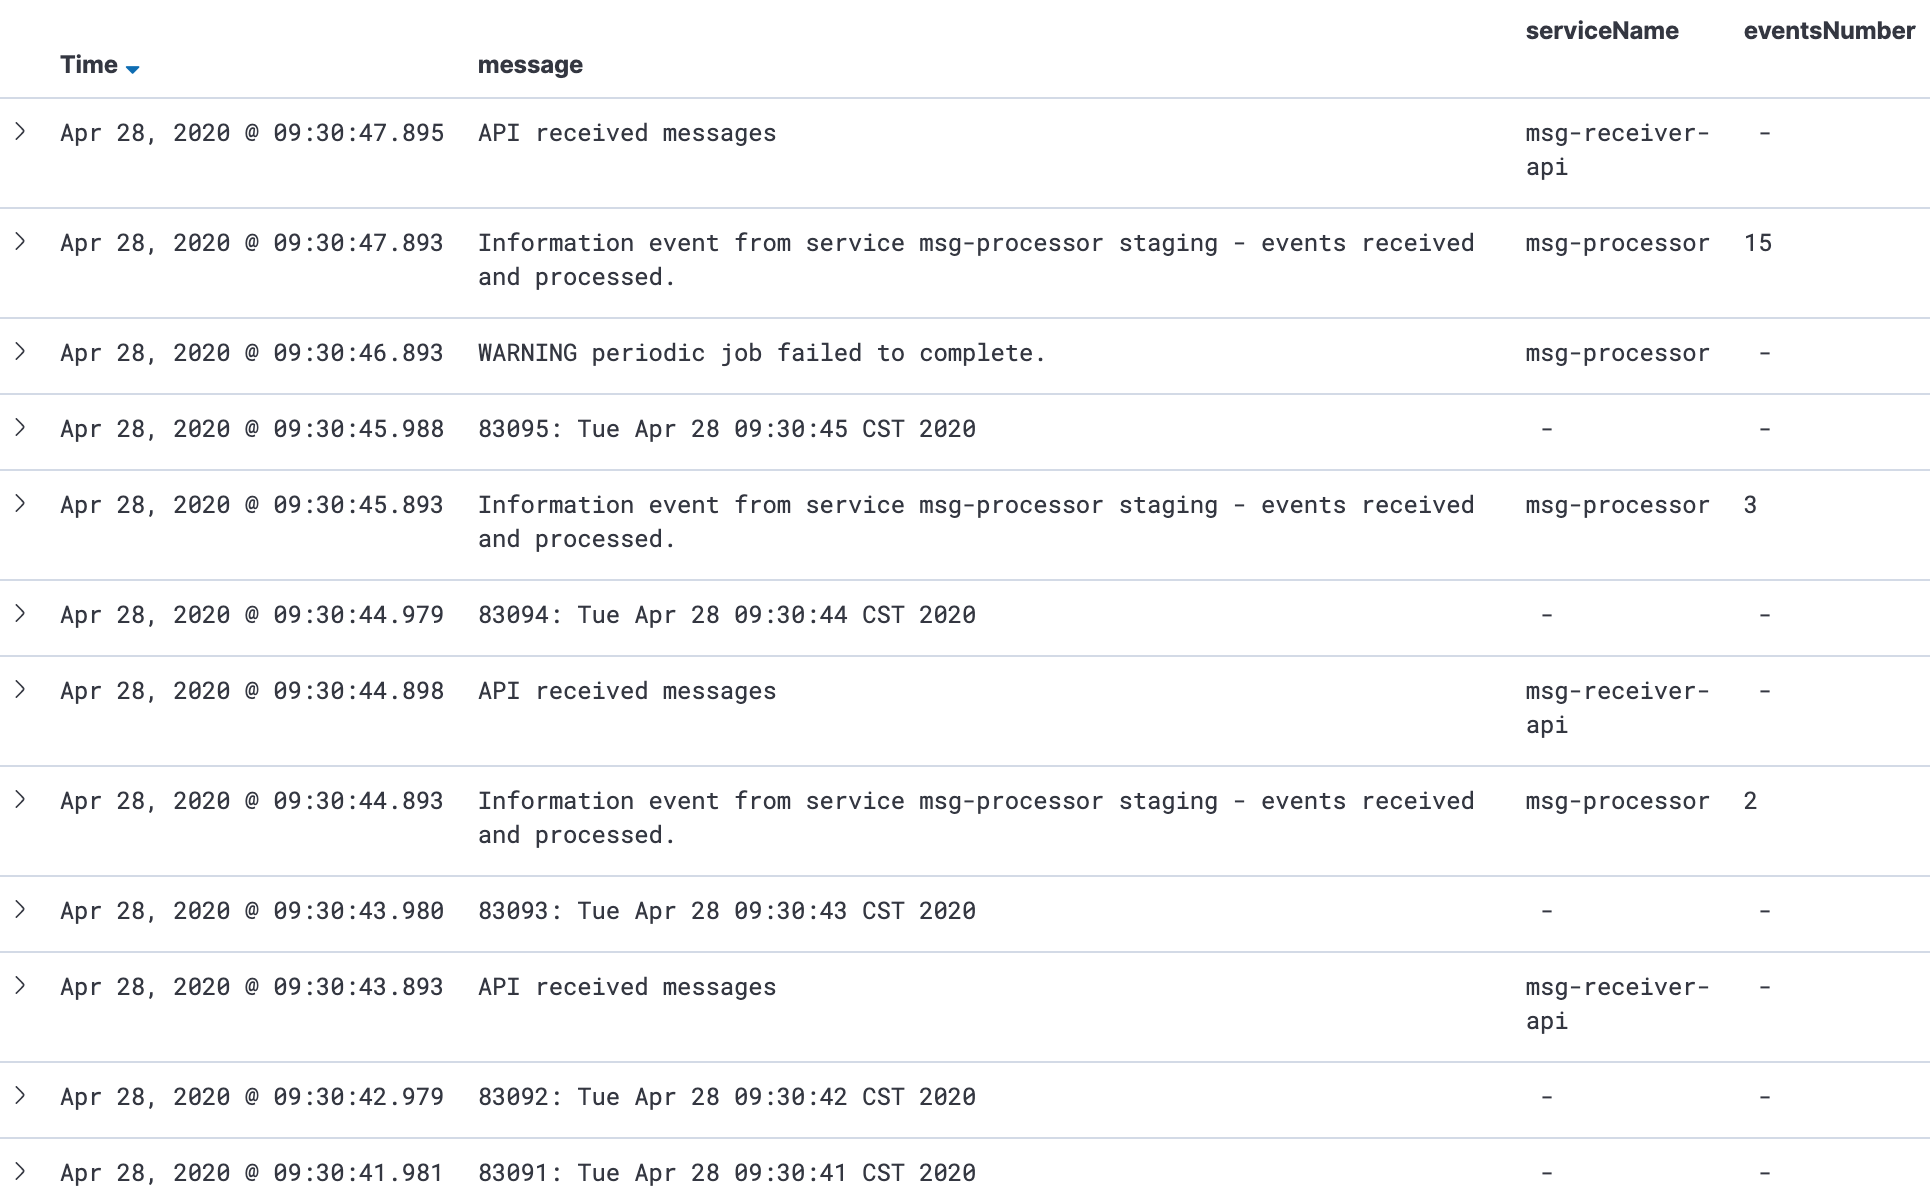 Time message serviceName eventsNumber
Apr 28, 2020 @ 09:30:47.895 API received messages msg-receiver- -
api
Apr 28, 2020 @ 09:30:47.893 Information event from service msg-processor staging - events received msg-processor 15
and processed.
Apr 28, 2020 @ 09:30:46.893 WARNING periodic job failed to complete. msg-processor -
Apr 28, 2020 @ 09:30:45.988 83095: Tue Apr 28 09:30:45 CST 2020 - -
Apr 28, 2020 @ 09:30:45.893 Information event from service msg-processor staging - events received msg-processor 3
and processed.
Apr 28, 2020 @ 09:30:44.979 83094: Tue Apr 28 09:30:44 CST 2020 - -
Apr 28, 2020 @ 09:30:44.898 API received messages msg-receiver- -
api
Apr 28, 2020 @ 09:30:44.893 Information event from service msg-processor staging - events received msg-processor 2
and processed.
Apr 28, 2020 @ 09:30:43.980 83093: Tue Apr 28 09:30:43 CST 2020 - -
Apr 28, 2020 @ 09:30:43.893 API received messages msg-receiver- -
api
Apr 28, 2020 @ 09:30:42.979 83092: Tue Apr 28 09:30:42 CST 2020 - -
Apr 28, 2020 @ 09:30:41.981 83091: Tue Apr 28 09:30:41 CST 2020 - -